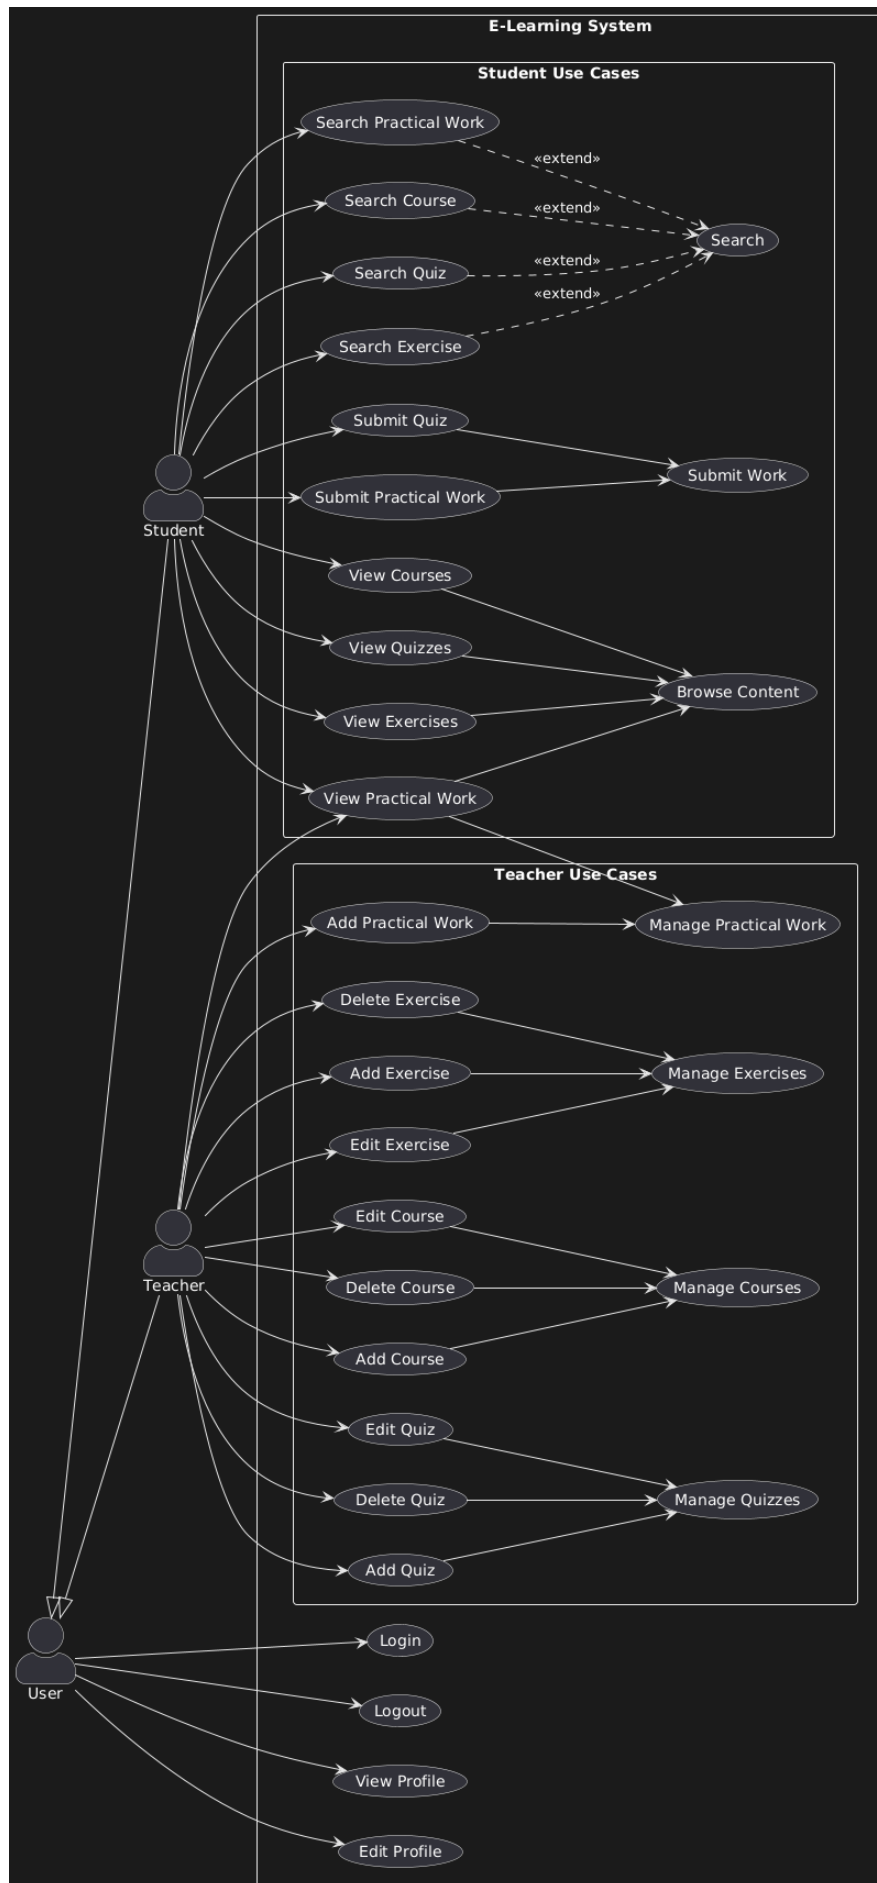 E-Learning System
Student Use Cases
Search Practical Work
«extend»
Search Course
«extend»
Search
Search Quiz
«extend»
«extend»
Search Exercise
Submit Quiz
Submit Work
Submit Practical Work
Student
View Courses
View Quizzes
Browse Content
View Exercises
View Practical Work
Teacher Use Cases
Add Practical Work
Manage Practical Work
Delete Exercise
Add Exercise
Manage Exercises
Edit Exercise
Edit Course
Teacher
Delete Course
Manage Courses
Add Course
Edit Quiz
Delete Quiz
Manage Quizzes
Add Quiz
Login
User
Logout
View Profile
Edit Profile